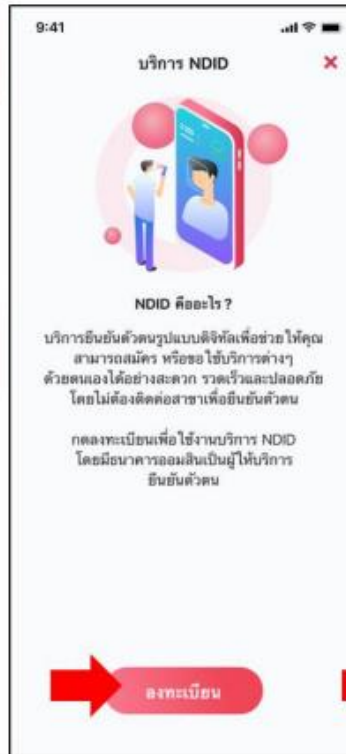 9:41
บริการ NDID
NDID คืออะไร ?
บริการยืนยันตัวตนรูปแบบดิจิทัลเพื่อช่วยให้คุณ
สามารถสมัคร หรือขอใช้บริการต่างๆ
ด้วยตนเองได้อย่างสะดวก รวดเร็วและปลอดภัย
โดยไม่ต้องติดต่อสาขาเพื่อยืนยันตัวตน
กดลงทะเบียนเพื่อใช้งานบริการ NDID
โดยมีธนาคารออมสินเป็นผู้ให้บริการ
ยืนยันตัวตน
ลงทะเบียน